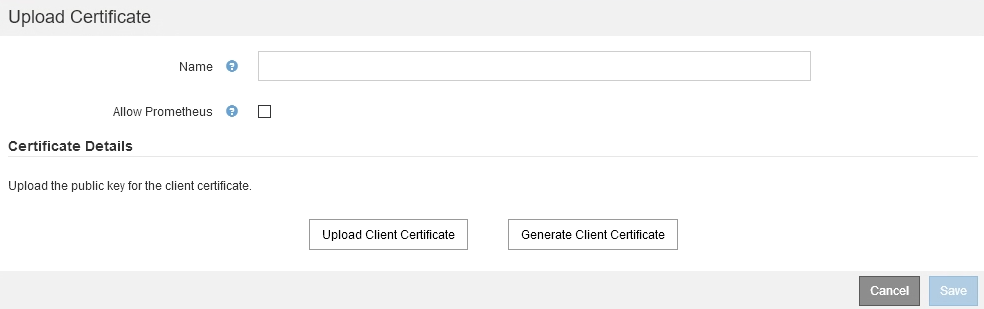 Upload Certificate
Name ?
Allow Prometheus ?
Certificate Details
Upload the public key for the client certificate.
Upload Client Certificate Generate Client Certificate
Cancel Save